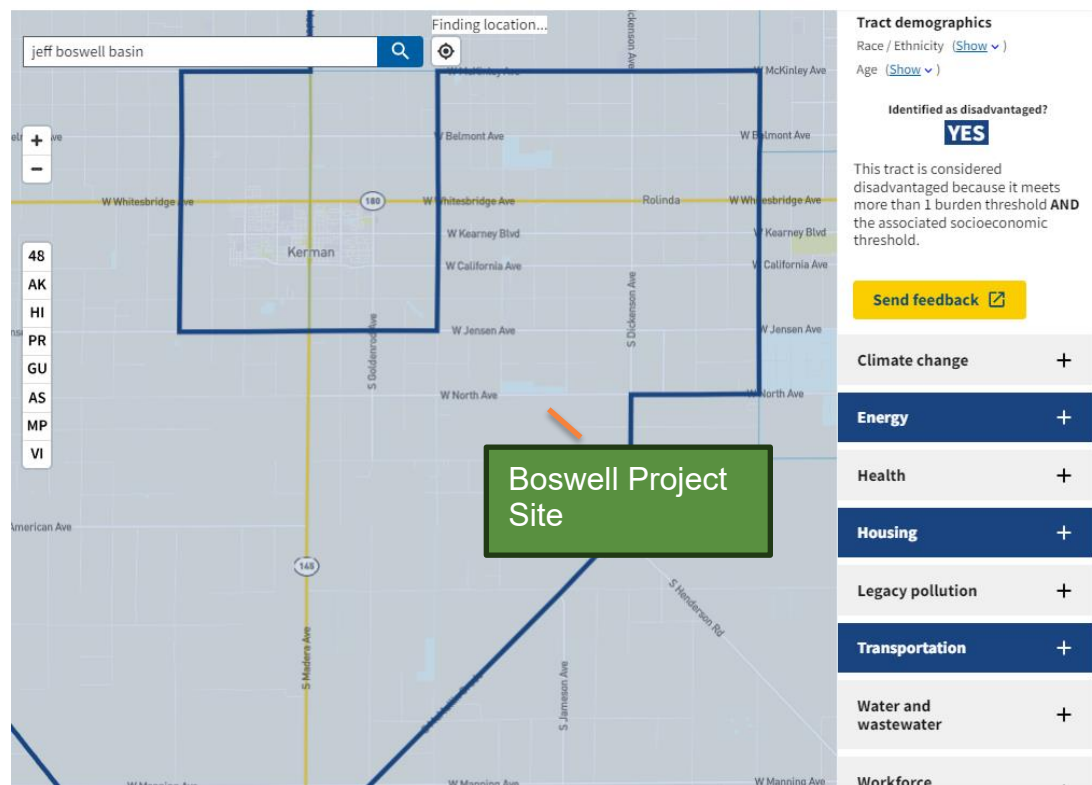 Finding location...
jeff boswell basin
Dickenson Ave
W McKinley Ave
W Belmont Ave
W Belmont Ave
W Whitesbridge Ave
180
W Whitesbridge Ave
Rolinda
W Whitesbridge Ave
W Kearney Blvd
W Kearney Blvd
Kerman
W California Ave
W California Ave
S Goldenrod Ave
W Jensen Ave
S Dickenson Ave
W Jensen Ave
W North Ave
W North Ave
+
−
48
AK
HI
PR
GU
AS
MP
VI
Boswell Project
Site
American Ave
145
S Madera Ave
S Henderson Rd
S Jameson Ave
W Manning Ave
W Manning Ave
Tract demographics
Race / Ethnicity (Show)
Age (Show)
Identified as disadvantaged?
YES
This tract is considered
disadvantaged because it meets
more than 1 burden threshold AND
the associated socioeconomic
threshold.
Send feedback
Climate change +
Energy +
Health +
Housing +
Legacy pollution +
Transportation +
Water and
wastewater +
Workforce